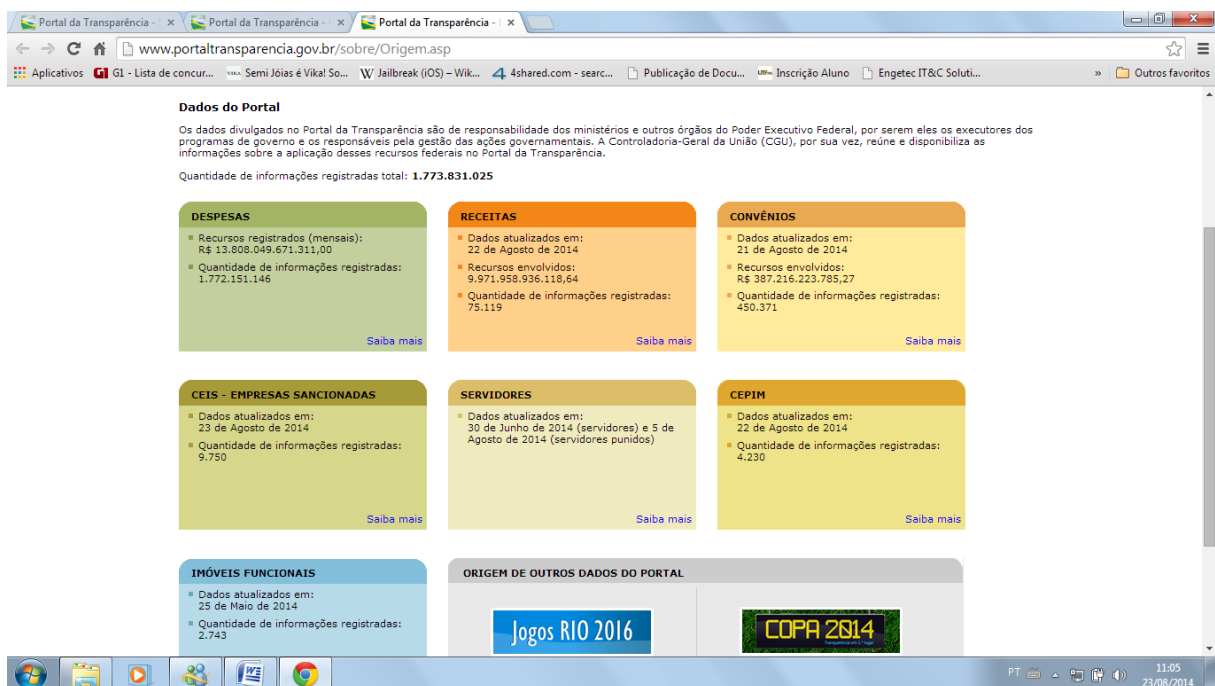 Portal da Transparência -
Portal da Transparência -
Portal da Transparência -
www.portaltransparencia.gov.br/sobre/Origem.asp
Aplicativos G1 - Lista de concur... VIKA Semi Jóias é Vika! So... W Jailbreak (iOS) – Wik... 4 4shared.com - searc... Publicação de Docu... Inscrição Aluno Engetec IT&C Soluti... » Outros favoritos
Dados do Portal
Os dados divulgados no Portal da Transparência são de responsabilidade dos ministérios e outros órgãos do Poder Executivo Federal, por serem eles os executores dos
programas de governo e os responsáveis pela gestão das ações governamentais. A Controladoria-Geral da União (CGU), por sua vez, reúne e disponibiliza as
informações sobre a aplicação desses recursos federais no Portal da Transparência.
Quantidade de informações registradas total: 1.773.831.025
DESPESAS
Recursos registrados (mensais):
R$ 13.808.049.671.311,00
Quantidade de informações registradas:
1.772.151.146
Saiba mais
RECEITAS
Dados atualizados em:
22 de Agosto de 2014
Recursos envolvidos:
9.971.958.936.118,64
Quantidade de informações registradas:
75.119
Saiba mais
CONVÊNIOS
Dados atualizados em:
21 de Agosto de 2014
Recursos envolvidos:
R$ 387.216.223.785,27
Quantidade de informações registradas:
450.371
Saiba mais
CEIS - EMPRESAS SANCIONADAS
Dados atualizados em:
23 de Agosto de 2014
Quantidade de informações registradas:
9.750
Saiba mais
SERVIDORES
Dados atualizados em:
30 de Junho de 2014 (servidores) e 5 de
Agosto de 2014 (servidores punidos)
Saiba mais
CEPIM
Dados atualizados em:
22 de Agosto de 2014
Quantidade de informações registradas:
4.230
Saiba mais
IMÓVEIS FUNCIONAIS
Dados atualizados em:
25 de Maio de 2014
Quantidade de informações registradas:
2.743
ORIGEM DE OUTROS DADOS DO PORTAL
Jogos RIO 2016
COPA 2014
PT
11:05
23/08/2014